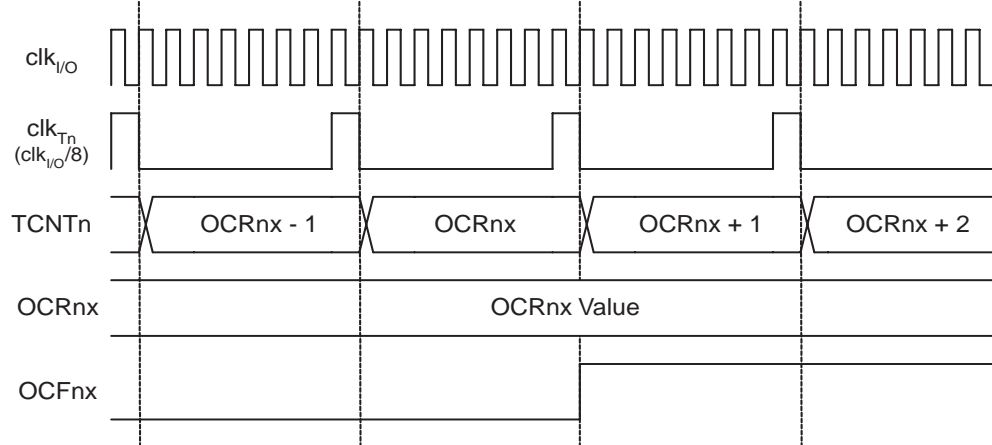 clkI/O
clkTn
(clkI/O/8)
TCNTn OCRnx - 1 OCRnx OCRnx + 1 OCRnx + 2
OCRnx OCRnx Value
OCFnx